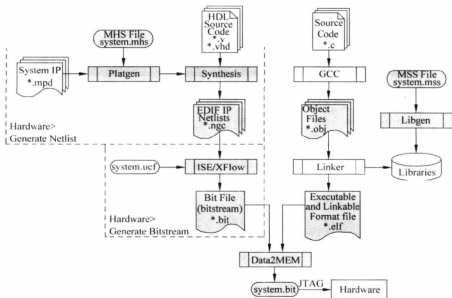 HDL
Source
Code
*.v
*.vhd
Source
Code
*.c
MHS File
system.mhs
MSS File
system.mss
System IP
*.mpd
Platgen
Synthesis
GCC
Libgen
EDIF IP
Netlists
*.ngc
Object
Files
*.obj
Hardware>
Generate Netlist
system.ucf
ISE/XFlow
Linker
Libraries
Hardware>
Generate Bitstream
Bit File
(bitstream)
*.bit
Executable
and Linkable
Format file
*.elf
Data2MEM
system.bit
JTAG
Hardware